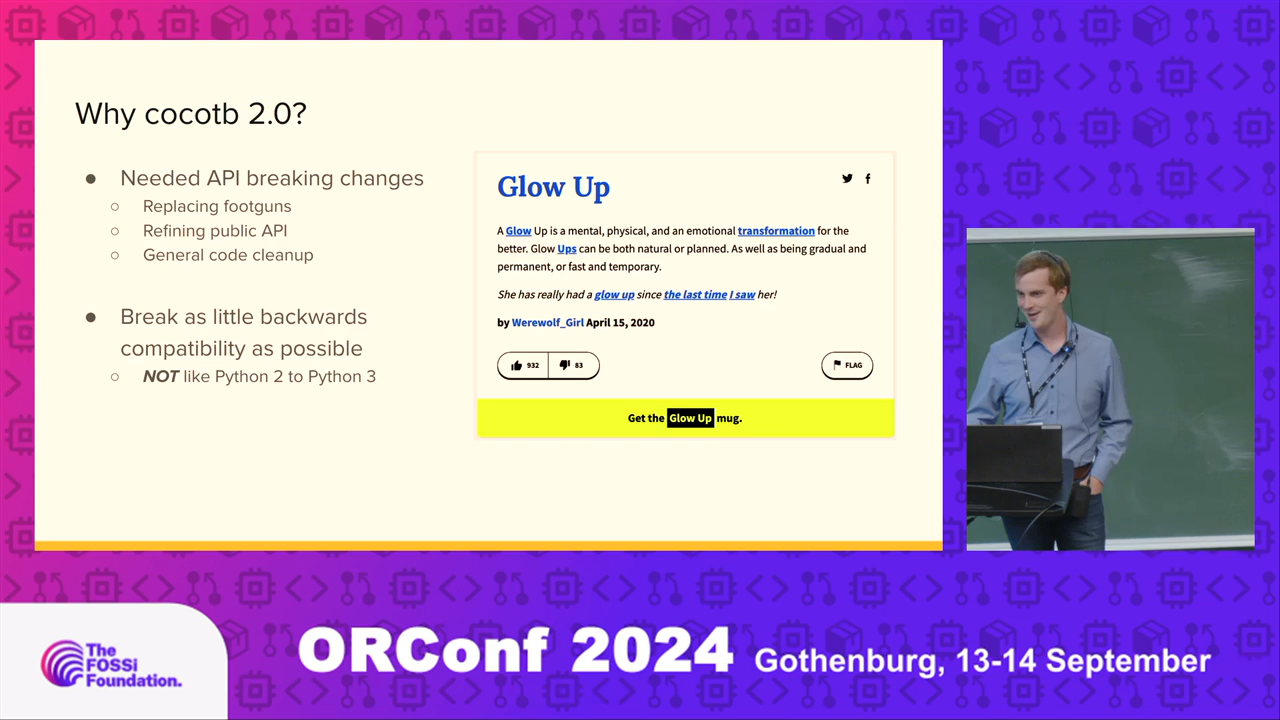 Why cocotb 2.0?
● Needed API breaking changes
○ Replacing footguns
○ Refining public API
○ General code cleanup
● Break as little backwards
compatibility as possible
○ NOT like Python 2 to Python 3
Glow Up
A Glow Up is a mental, physical, and an emotional transformation for the
better. Glow Ups can be both natural or planned. As well as being gradual and
permanent, or fast and temporary.
She has really had a glow up since the last time I saw her!
by Werewolf_Girl April 15, 2020
932 83 FLAG
Get the Glow Up mug.
The
FOSSi
Foundation.
ORConf 2024 Gothenburg, 13-14 September